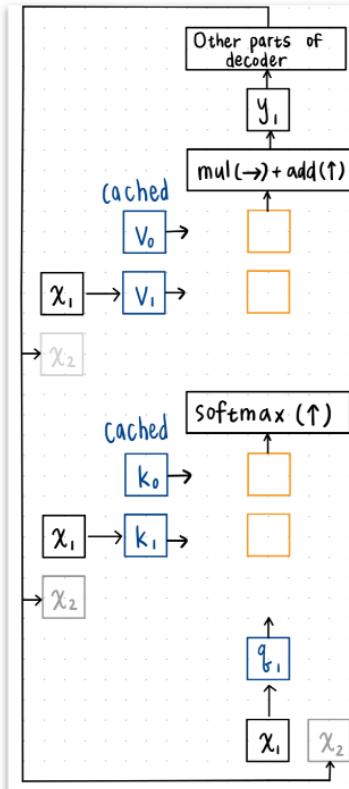 Other parts of
decoder
y₁
mul(→)+add(↑)
cached
V₀
x₁ V₁
x₂
softmax (↑)
cached
k₀
x₁ k₁
x₂
q₁
x₁ x₂